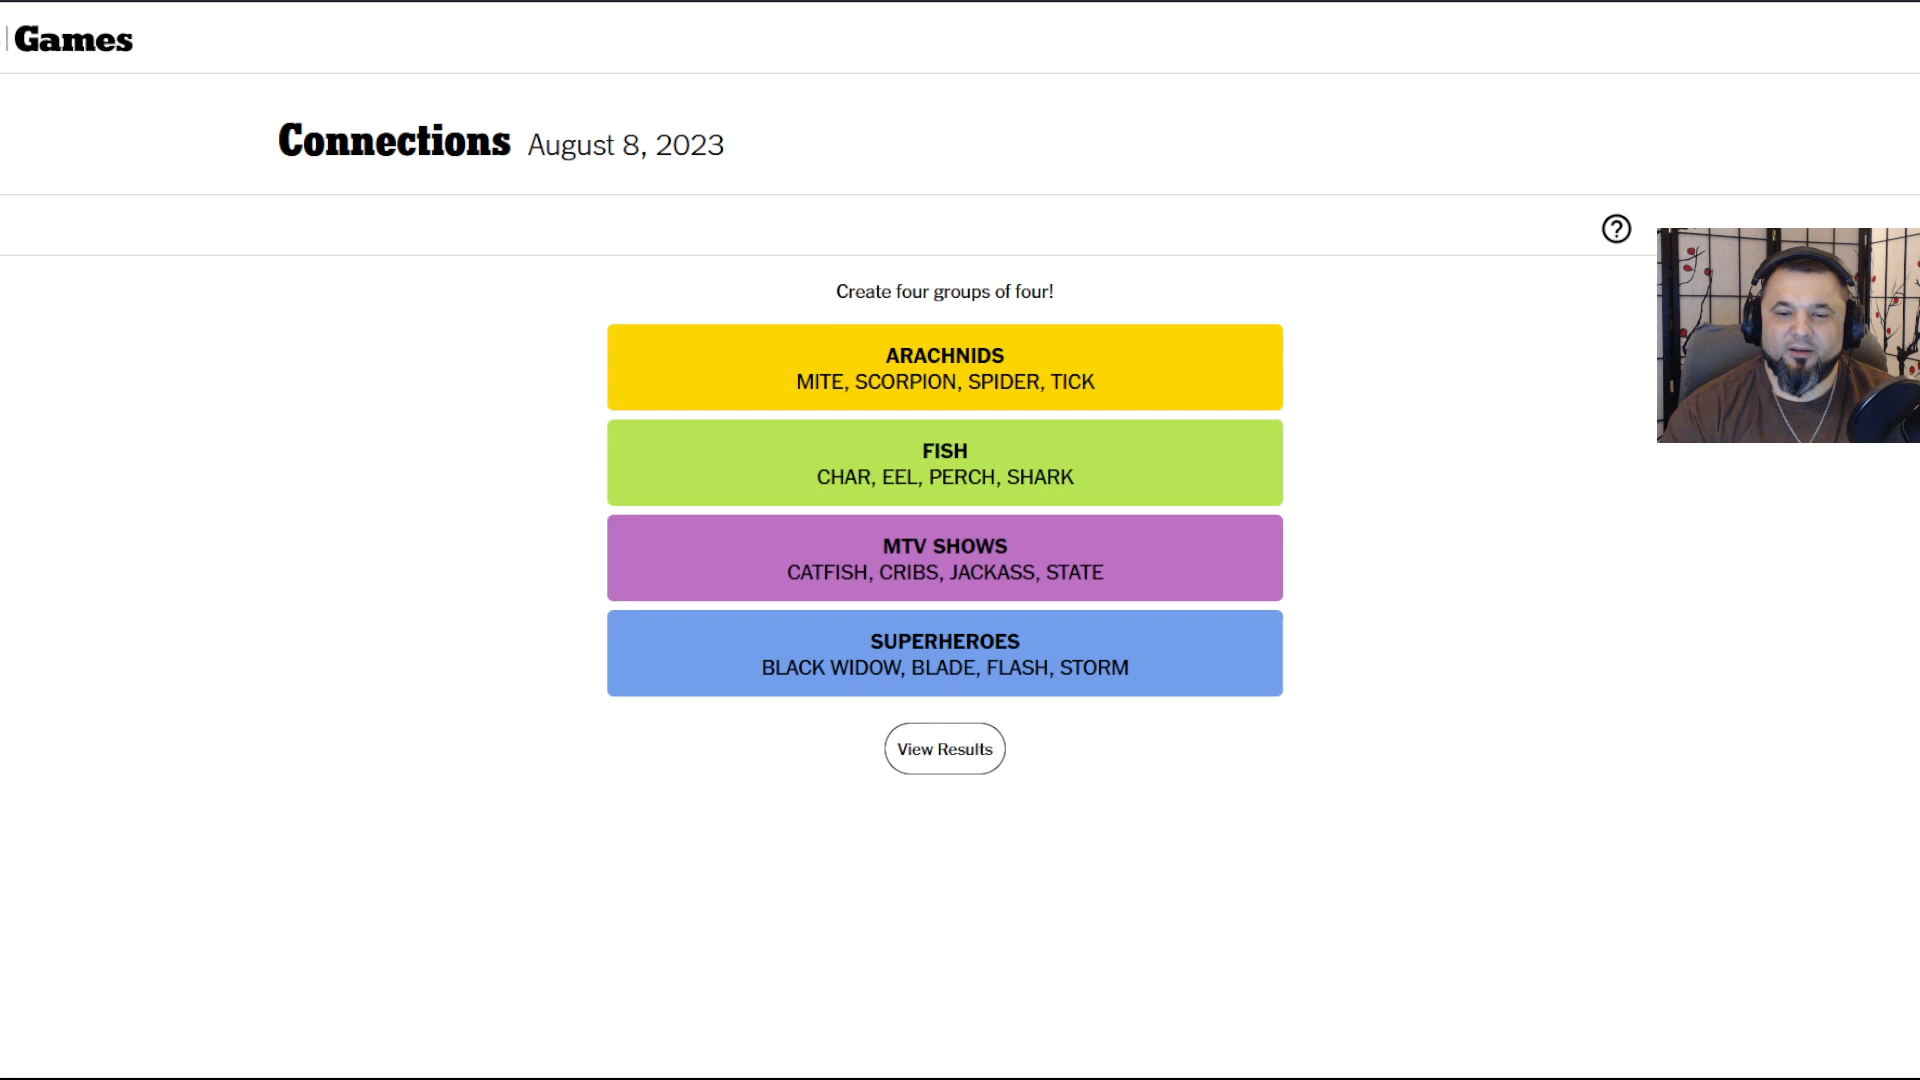 Games
Connections August 8, 2023
Create four groups of four!
ARACHNIDS
MITE, SCORPION, SPIDER, TICK
FISH
CHAR, EEL, PERCH, SHARK
MTV SHOWS
CATFISH, CRIBS, JACKASS, STATE
SUPERHEROES
BLACK WIDOW, BLADE, FLASH, STORM
View Results